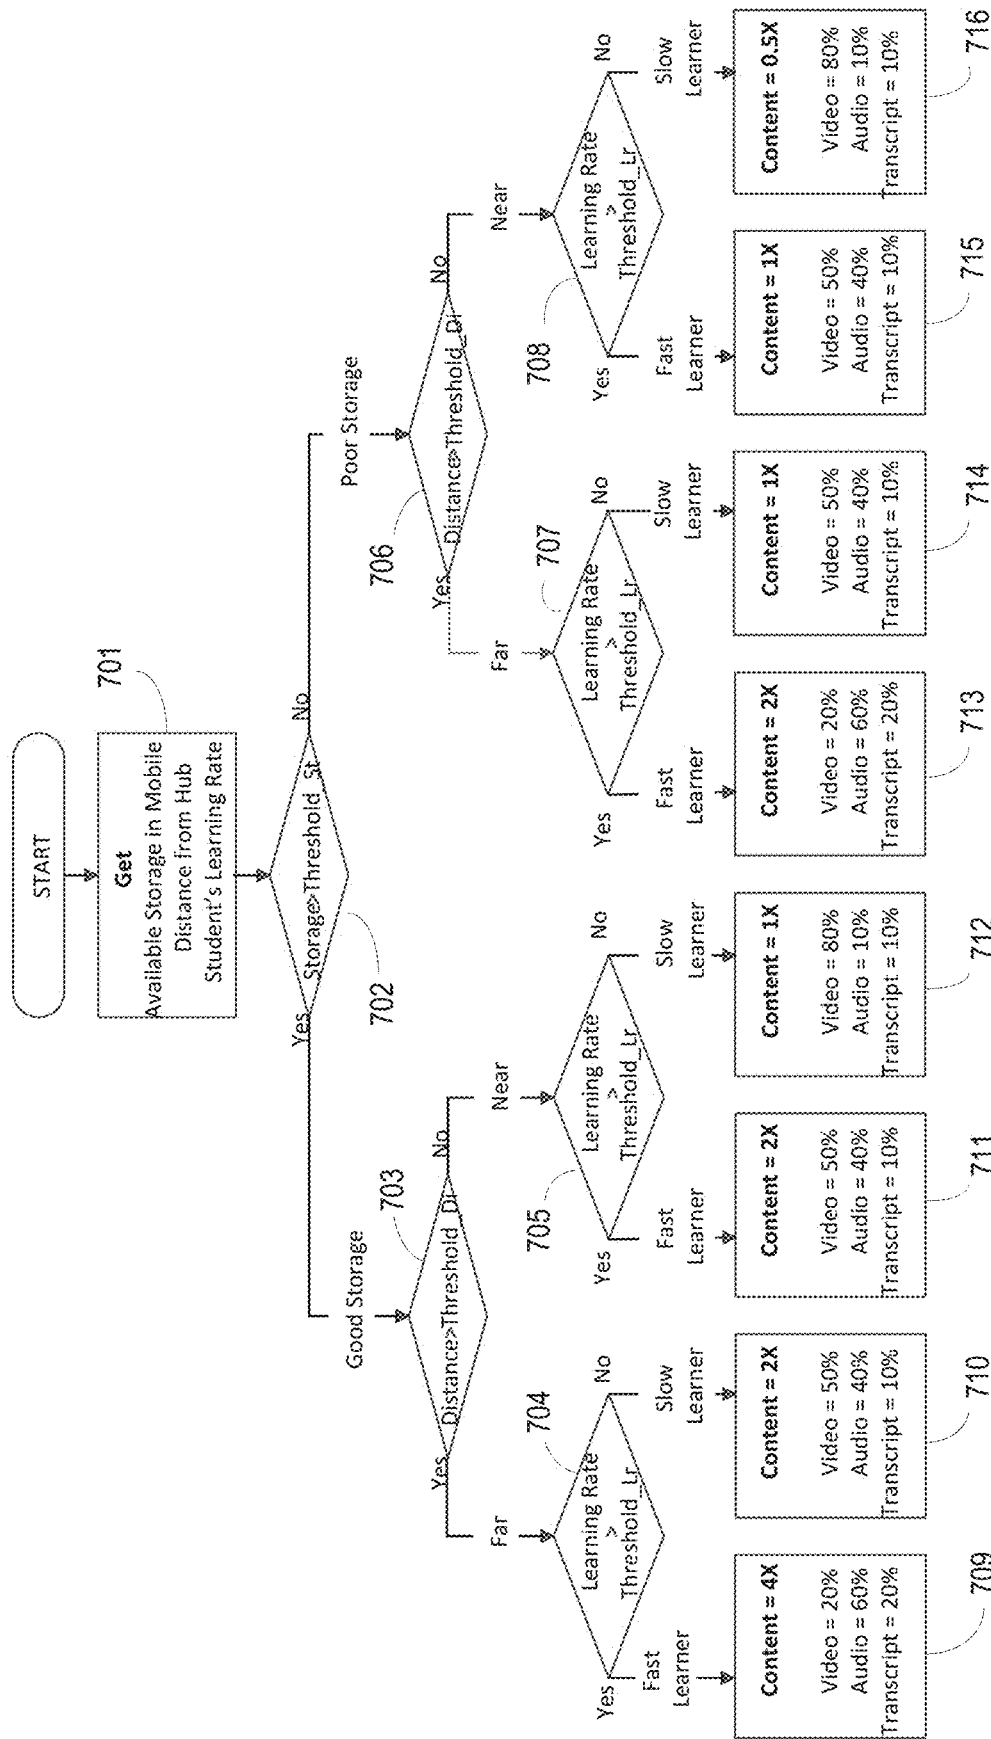 START
701
Get
Available Storage in Mobile
Distance from Hub
Student's Learning Rate
Yes
Storage>Threshold_St
No
702
Good Storage
Poor Storage
703
Yes
Distance>Threshold_Di
No
706
Yes
Distance>Threshold_Di
No
Far
Near
Far
Near
704
Learning Rate
>
Threshold_Lr
Yes
No
705
Learning Rate
>
Threshold_Lr
Yes
No
707
Learning Rate
>
Threshold_Lr
Yes
No
708
Learning Rate
>
Threshold_Lr
Yes
No
Fast
Learner
Slow
Learner
Fast
Learner
Slow
Learner
Fast
Learner
Slow
Learner
Fast
Learner
Slow
Learner
Content = 4X
Video = 20%
Audio = 60%
Transcript = 20%
709
Content = 2X
Video = 50%
Audio = 40%
Transcript = 10%
710
Content = 2X
Video = 50%
Audio = 40%
Transcript = 10%
711
Content = 1X
Video = 80%
Audio = 10%
Transcript = 10%
712
Content = 2X
Video = 20%
Audio = 60%
Transcript = 20%
713
Content = 1X
Video = 50%
Audio = 40%
Transcript = 10%
714
Content = 1X
Video = 50%
Audio = 40%
Transcript = 10%
715
Content = 0.5X
Video = 80%
Audio = 10%
Transcript = 10%
716